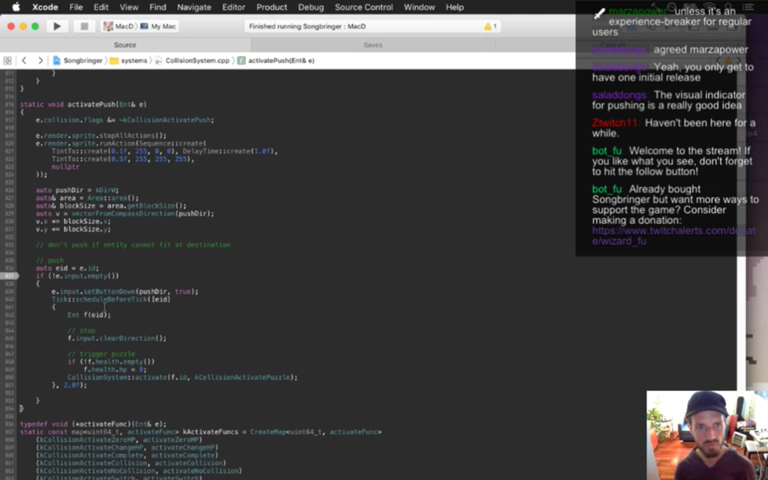 Xcode File Edit View Find Navigate Editor Product Debug Source Control Window Help
MacD My Mac
Finished running Songbringer : MacD
1
Source
Saves
Songbringer systems CollisionSystem.cpp activatePush(Ent& e)
}
}
}
static void activatePush(Ent& e)
{
e.collision.flags &= ~kCollisionActivatePush;
e.render.sprite.stopAllActions();
e.render.sprite.runAction(Sequence::create(
TintTo::create(0.1f, 255, 0, 0), DelayTime::create(1.0f),
TintTo::create(0.5f, 255, 255, 255),
nullptr
));
auto pushDir = kDirW;
auto& area = Area::area();
auto& blockSize = area.getBlockSize();
auto v = vectorFromCompassDirection(pushDir);
v.x *= blockSize.x;
v.y *= blockSize.y;
// don't push if entity cannot fit at destination
// push
auto eid = e.id;
if (!e.input.empty())
{
e.input.setButtonDown(pushDir, true);
Tick::scheduleBeforeTick([eid]
{
Ent f(eid);
// stop
f.input.clearDirection();
// trigger puzzle
if (!f.health.empty())
f.health.hp = 0;
CollisionSystem::activate(f.id, kCollisionActivatePuzzle);
}, 2.0f);
}
}
typedef void (*activateFunc)(Ent& e);
static const map<uint64_t, activateFunc> kActivateFuncs = CreateMap<uint64_t, activateFunc>
(kCollisionActivateZeroHP, activateZeroHP)
(kCollisionActivateChangeHP, activateChangeHP)
(kCollisionActivateComplete, activateComplete)
(kCollisionActivateCollision, activateCollision)
(kCollisionActivateNoCollision, activateNoCollision)
(kCollisionActivateSwitch, activateSwitch)
marzapower: unless it's an
experience-breaker for regular
users
agreed marzapower
Yeah, you only get to
have one initial release
saladdongs: The visual indicator
for pushing is a really good idea
Ztwitch11: Haven't been here for a
while.
bot_fu: Welcome to the stream! If
you like what you see, don't forget
to hit the follow button!
bot_fu: Already bought
Songbringer but want more ways to
support the game? Consider
making a donation:
https://www.twitchalerts.com/donat
e/wizard_fu